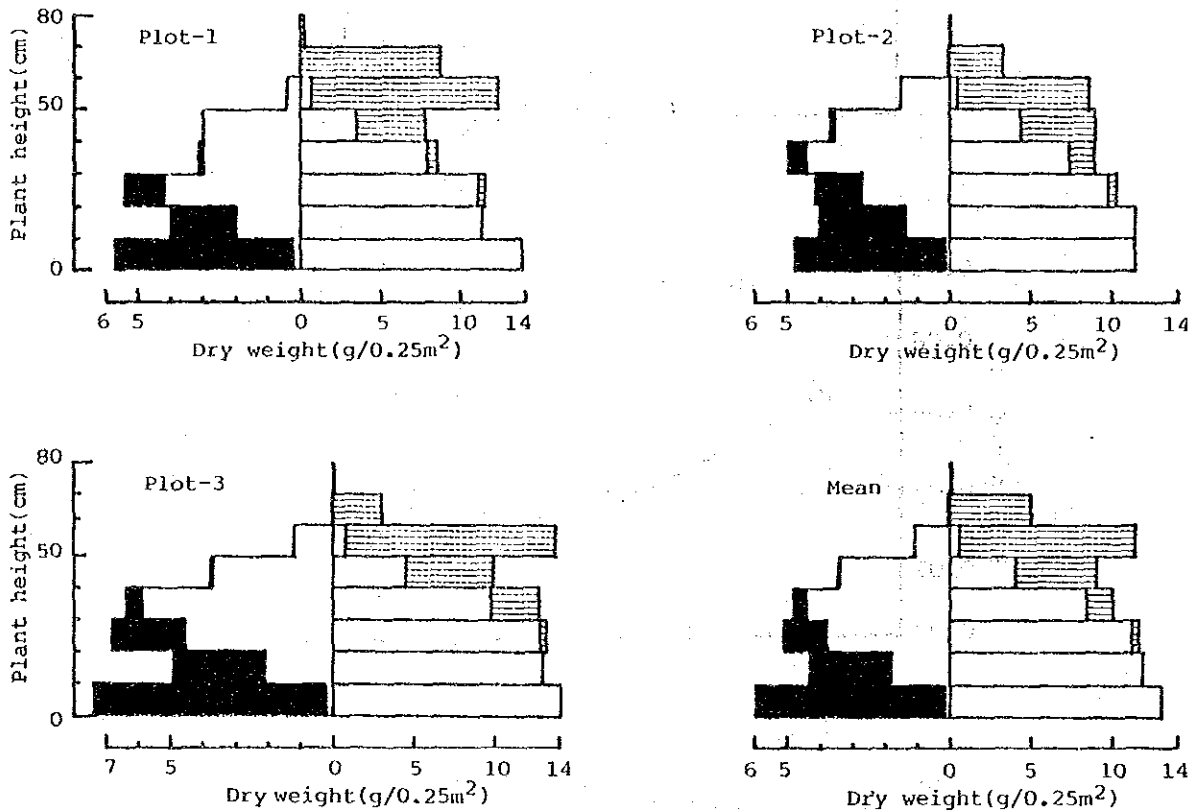 80
Plot-1
Plant height(cm)
50
0
6 5 0 5 10 14
Dry weight(g/0.25m²)
Plot-2
6 5 0 5 10 14
Dry weight(g/0.25m²)
80
Plot-3
Plant height(cm)
50
0
7 5 0 5 10 14
Dry weight(g/0.25m²)
Mean
6 5 0 5 10 14
Dry weight(g/0.25m²)